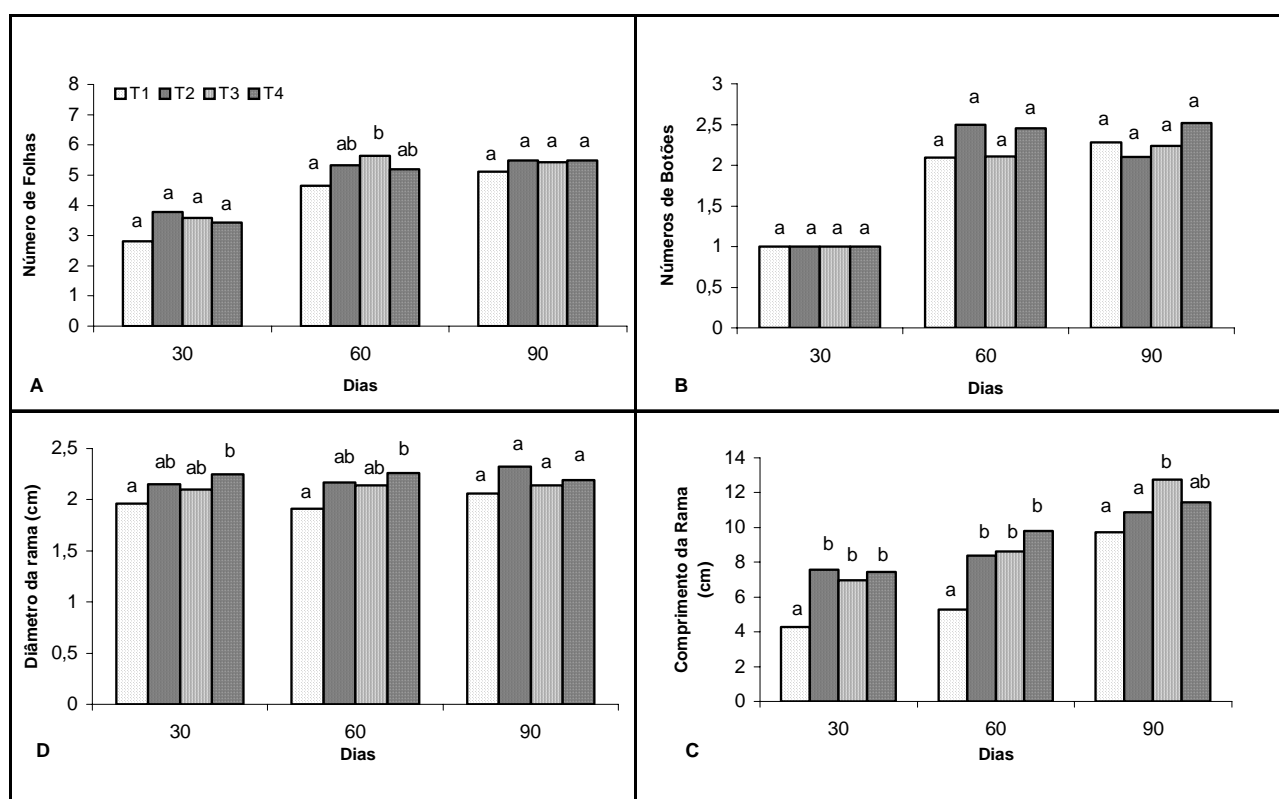 8
7
6
5
4
3
2
1
0
Número de Folhas
T1 T2 T3 T4
a a a a
a ab b ab
a a a a
30 60 90
Dias
A
3
2,5
2
1,5
1
0,5
0
Números de Botões
a a a a
a a a a
a a a a
30 60 90
Dias
B
2,5
2
1,5
1
0,5
0
Diâmetro da rama (cm)
a ab ab b
a ab ab b
a a a a
30 60 90
Dias
D
14
12
10
8
6
4
2
0
Comprimento da Rama
(cm)
a b b b
a b b b
a a b ab
30 60 90
Dias
C